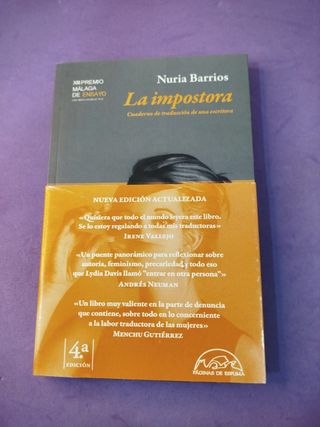 XIII PREMIO
MÁLAGA
DE ENSAYO
Nuria Barrios
La impostora
Cuaderno de traducción de una escritora
NUEVA EDICIÓN ACTUALIZADA
«Quisiera que todo el mundo leyera este libro.
Se lo estoy regalando a todas mis traductoras»
IRENE VALLEJO
«Un puente panorámico para reflexionar sobre
autoría, feminismo, precariedad, y todo eso
que Lydia Davis llamó "entrar en otra persona"»
ANDRÉS NEUMAN
«Un libro muy valiente en la parte de denuncia
que contiene, sobre todo en lo concerniente
a la labor traductora de las mujeres»
MENCHU GUTIÉRREZ
4.ª
EDICIÓN
PÁGINAS DE ESPUMA